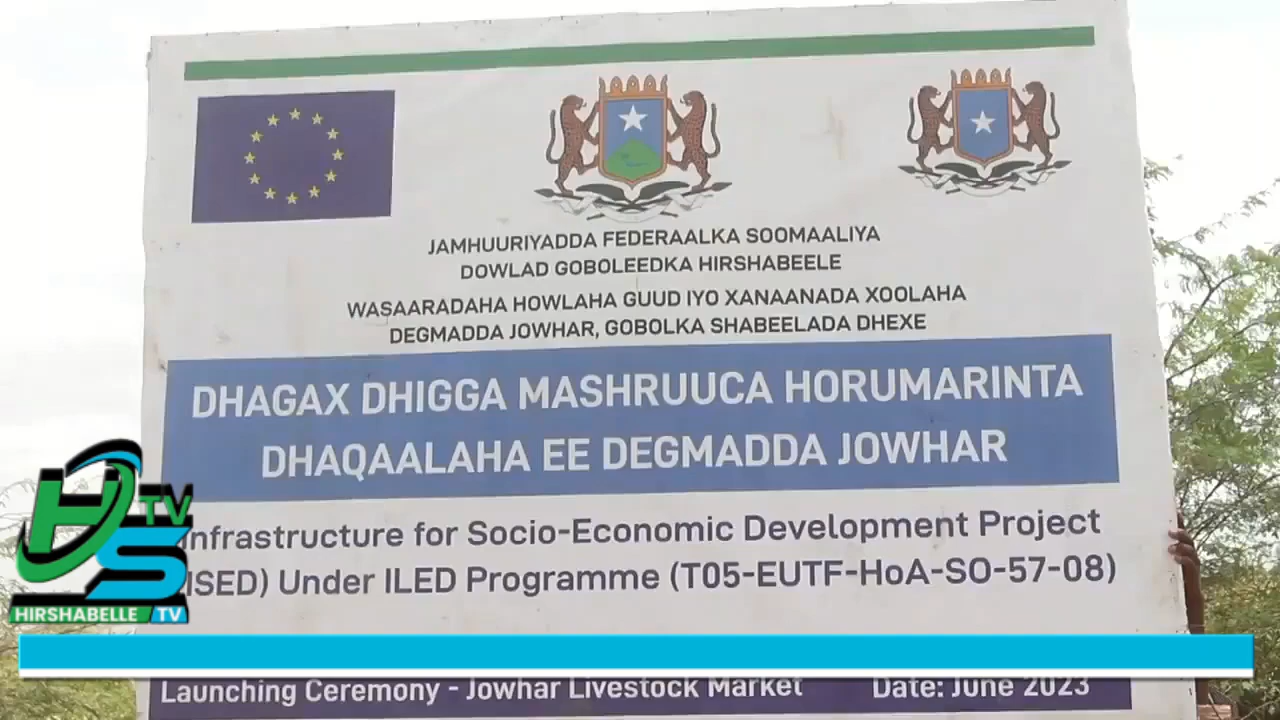 JAMHUURIYADDA FEDERAALKA SOOMAALIYA
DOWLAD GOBOLEEDKA HIRSHABEELE
WASAARADAHA HOWLAHA GUUD IYO XANAANADA XOOLAHA
DEGMADDA JOWHAR, GOBOLKA SHABEELADA DHEXE
DHAGAX DHIGGA MASHRUUCA HORUMARINTA
DHAQAALAHA EE DEGMADDA JOWHAR
Infrastructure for Socio-Economic Development Project
ISED) Under ILED Programme (T05-EUTF-HoA-SO-57-08)
Launching Ceremony - Jowhar Livestock Market Date: June 2023
HS TV
HIRSHABELLE TV